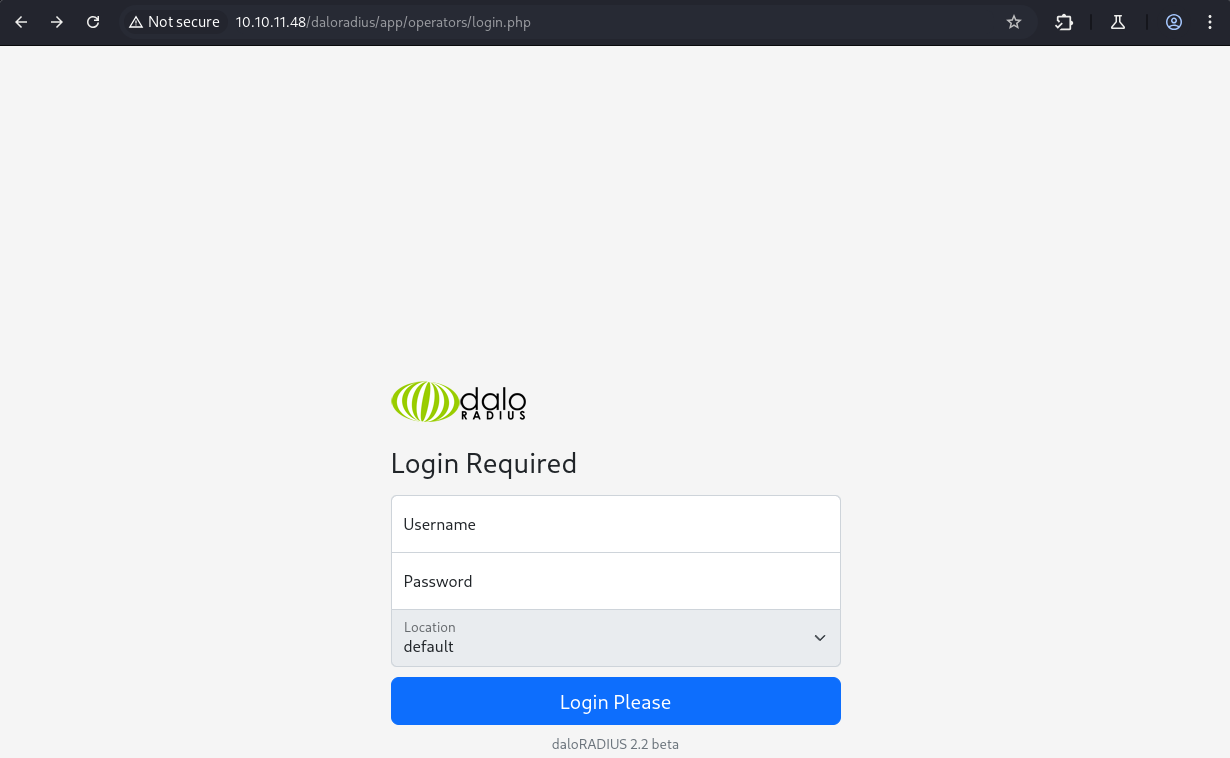 Not secure 10.10.11.48/daloradius/app/operators/login.php
dalo
RADIUS
Login Required
Username
Password
Location
default
Login Please
daloRADIUS 2.2 beta